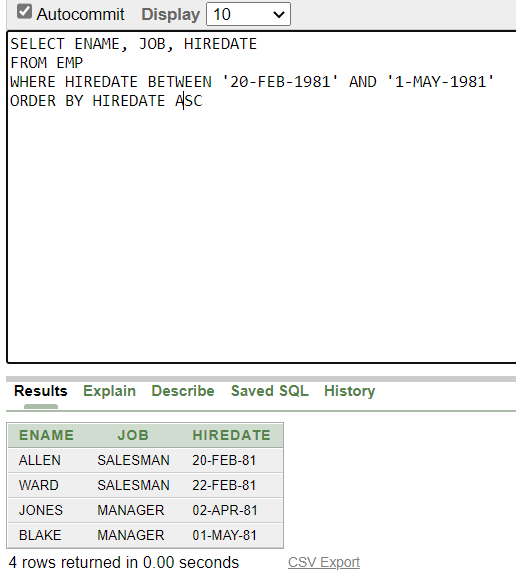 Autocommit Display 10
SELECT ENAME, JOB, HIREDATE
FROM EMP
WHERE HIREDATE BETWEEN '20-FEB-1981' AND '1-MAY-1981'
ORDER BY HIREDATE ASC
Results Explain Describe Saved SQL History
ENAME JOB HIREDATE
ALLEN SALESMAN 20-FEB-81
WARD SALESMAN 22-FEB-81
JONES MANAGER 02-APR-81
BLAKE MANAGER 01-MAY-81
4 rows returned in 0.00 seconds CSV Export